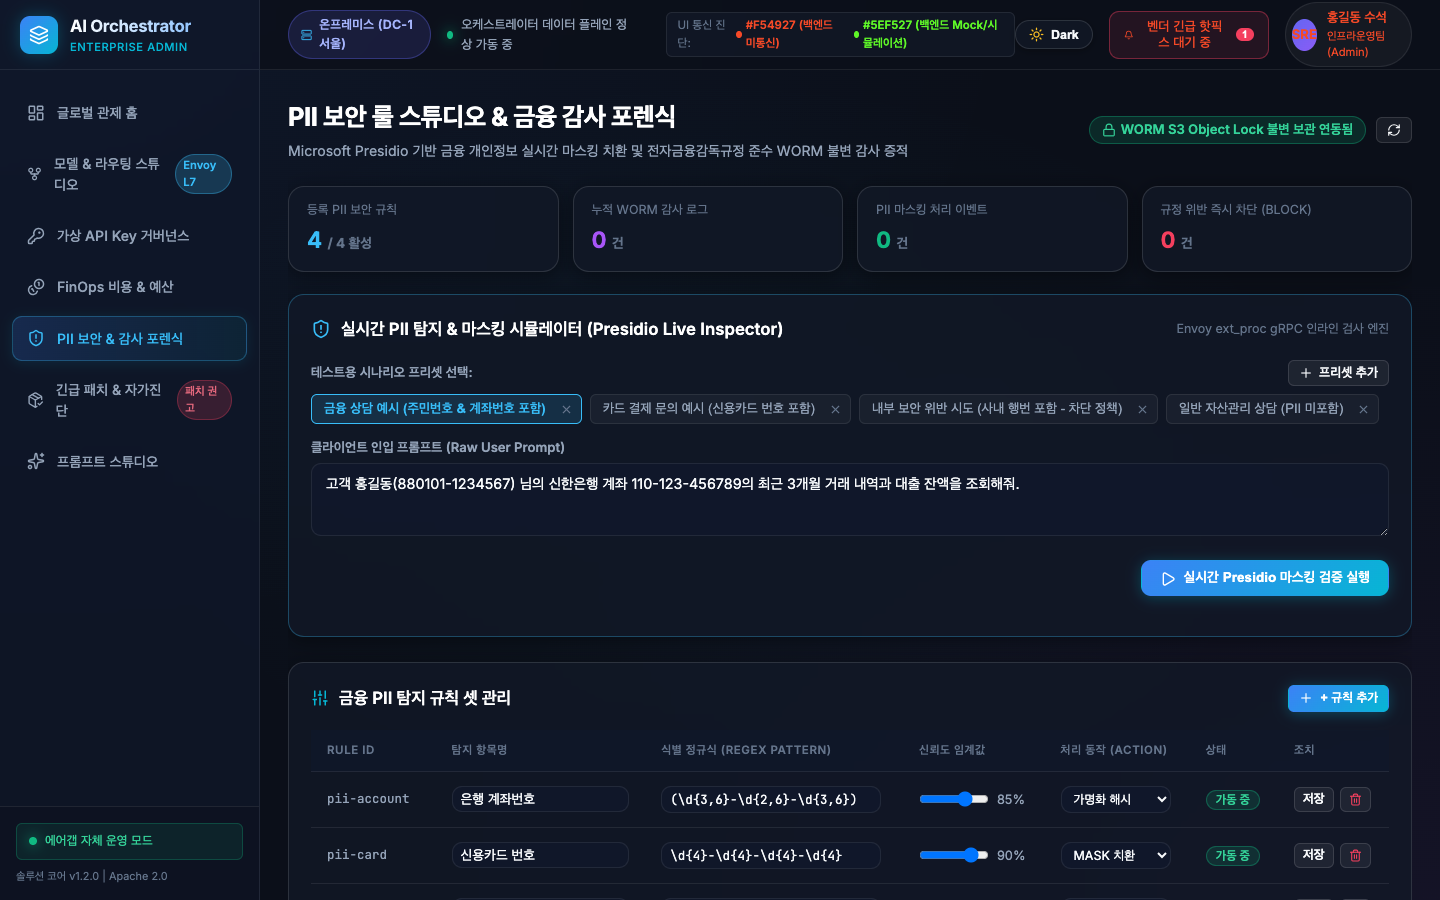 AI Orchestrator
ENTERPRISE ADMIN
온프레미스 (DC-1
서울)
오케스트레이터 데이터 플레인 정
상 가동 중
UI 통신 진
단:
#F54927 (백엔드
미통신)
#5EF527 (백엔드 Mock/시
뮬레이션)
Dark
벤더 긴급 핫픽
스 대기 중
1
홍길동 수석
인프라운영팀
(Admin)
글로벌 관제 홈
모델 & 라우팅 스튜
디오
Envoy
L7
가상 API Key 거버넌스
FinOps 비용 & 예산
PII 보안 & 감사 포렌식
긴급 패치 & 자가진
단
패치 권
고
프롬프트 스튜디오
에어갭 자체 운영 모드
솔루션 코어 v1.2.0 | Apache 2.0
PII 보안 룰 스튜디오 & 금융 감사 포렌식
Microsoft Presidio 기반 금융 개인정보 실시간 마스킹 치환 및 전자금융감독규정 준수 WORM 불변 감사 증적
WORM S3 Object Lock 불변 보관 연동됨
등록 PII 보안 규칙
4 / 4 활성
누적 WORM 감사 로그
0 건
PII 마스킹 처리 이벤트
0 건
규정 위반 즉시 차단 (BLOCK)
0 건
실시간 PII 탐지 & 마스킹 시뮬레이터 (Presidio Live Inspector)
Envoy ext_proc gRPC 인라인 검사 엔진
테스트용 시나리오 프리셋 선택:
프리셋 추가
금융 상담 예시 (주민번호 & 계좌번호 포함)
카드 결제 문의 예시 (신용카드 번호 포함)
내부 보안 위반 시도 (사내 행번 포함 - 차단 정책)
일반 자산관리 상담 (PII 미포함)
클라이언트 인입 프롬프트 (Raw User Prompt)
고객 홍길동(880101-1234567) 님의 신한은행 계좌 110-123-456789의 최근 3개월 거래 내역과 대출 잔액을 조회해줘.
실시간 Presidio 마스킹 검증 실행
금융 PII 탐지 규칙 셋 관리
+ 규칙 추가
RULE ID
탐지 항목명
식별 정규식 (REGEX PATTERN)
신뢰도 임계값
처리 동작 (ACTION)
상태
조치
pii-account
은행 계좌번호
(\d{3,6}-\d{2,6}-\d{3,6})
85%
가명화 해시
가동 중
저장
pii-card
신용카드 번호
\d{4}-\d{4}-\d{4}-\d{4}
90%
MASK 치환
가동 중
저장